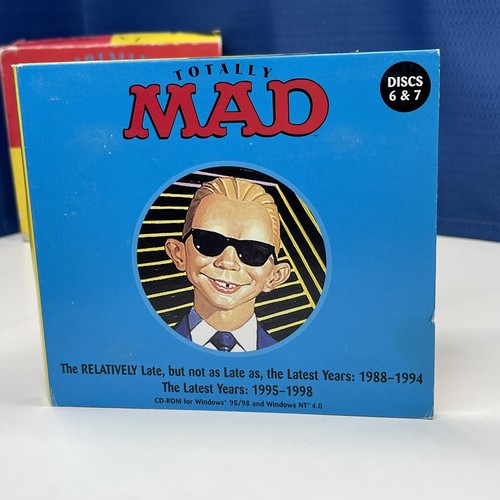 TOTALLY
MAD
DISCS
6 & 7
The RELATIVELY Late, but not as Late as, the Latest Years: 1988–1994
The Latest Years: 1995–1998
CD-ROM for Windows® 95/98 and Windows NT® 4.0